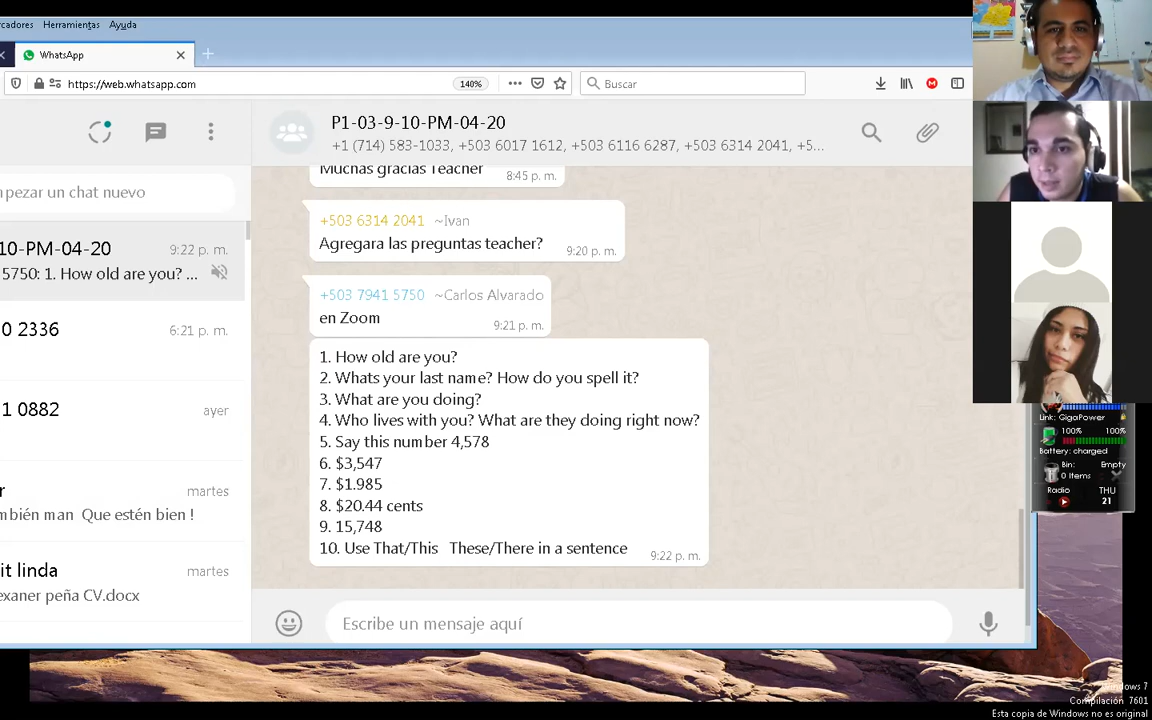 rcadores Herramientas Ayuda
WhatsApp
https://web.whatsapp.com
140%
Buscar
P1-03-9-10-PM-04-20
+1 (714) 583-1033, +503 6017 1612, +503 6116 6287, +503 6314 2041, +5...
pezar un chat nuevo
10-PM-04-20 9:22 p. m.
5750: 1. How old are you? ...
0 2336 6:21 p. m.
1 0882 ayer
r martes
mbién man Que estén bien !
it linda martes
exaner peña CV.docx
Muchas gracias Teacher 8:45 p. m.
+503 6314 2041 ~Ivan
Agregara las preguntas teacher? 9:20 p. m.
+503 7941 5750 ~Carlos Alvarado
en Zoom 9:21 p. m.
1. How old are you?
2. Whats your last name? How do you spell it?
3. What are you doing?
4. Who lives with you? What are they doing right now?
5. Say this number 4,578
6. $3,547
7. $1.985
8. $20.44 cents
9. 15,748
10. Use That/This These/There in a sentence 9:22 p. m.
Escribe un mensaje aquí
Link: GigaPower
100% 100%
Battery: charged
Bin: Empty
0 Items
Radio THU
21
Windows 7
Compilación 7601
Esta copia de Windows no es original